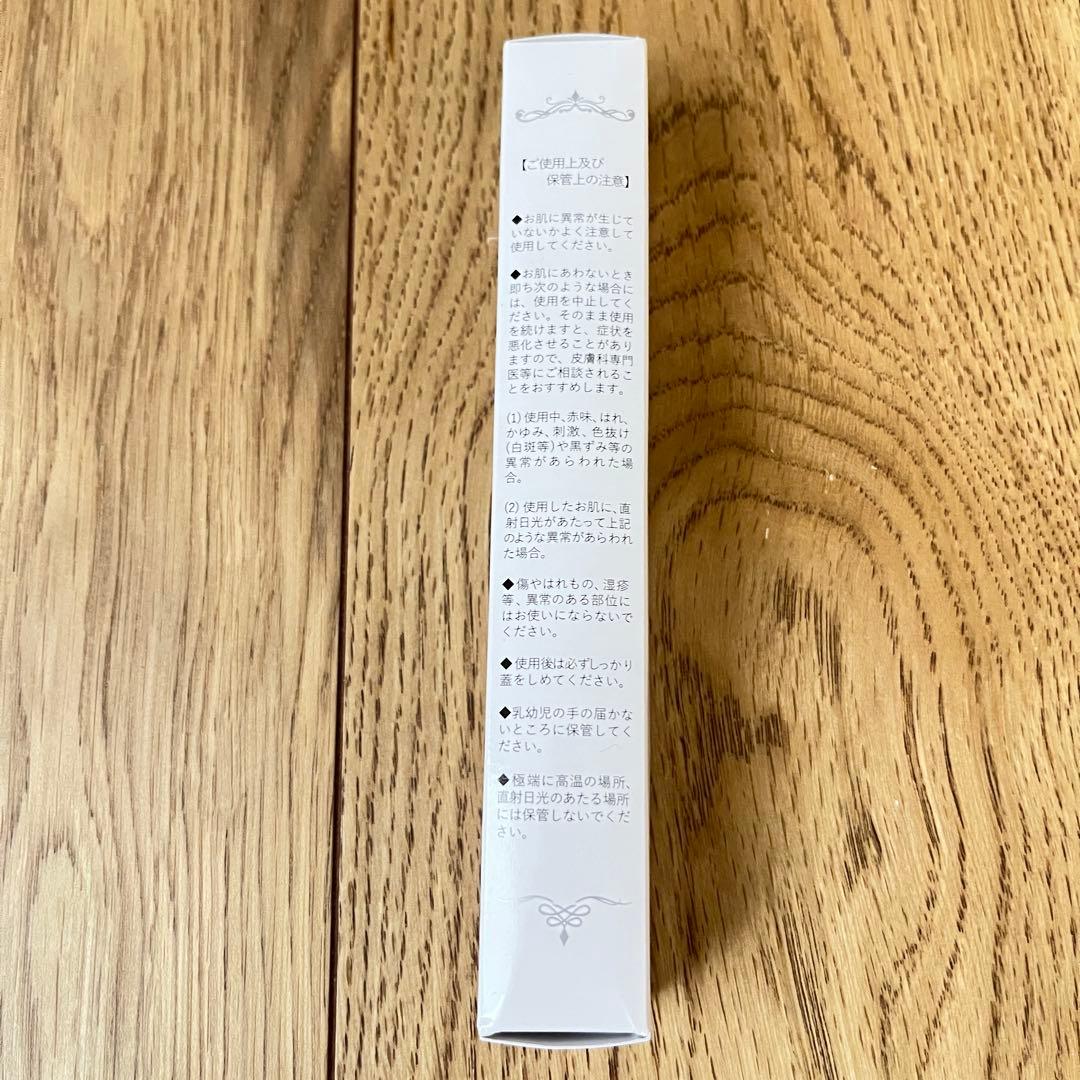 【ご使用上及び
保管上の注意】
◆お肌に異常が生じて
いないかよく注意して
使用してください。
◆お肌にあわないとき
即ち次のような場合に
は、使用を中止してく
ださい。そのまま使用
を続けますと、症状を
悪化させることがあり
ますので、皮膚科専門
医等にご相談されるこ
とをおすすめします。
(1) 使用中、赤味、はれ、
かゆみ、刺激、色抜け
(白斑等)や黒ずみ等の
異常があらわれた場
合。
(2) 使用したお肌に、直
射日光があたって上記
のような異常があらわれ
た場合。
◆傷やはれもの、湿疹
等、異常のある部位に
はお使いにならないで
ください。
◆使用後は必ずしっかり
蓋をしめてください。
◆乳幼児の手の届かな
いところに保管してく
ださい。
◆極端に高温の場所、
直射日光のあたる場所
には保管しないでくだ
さい。